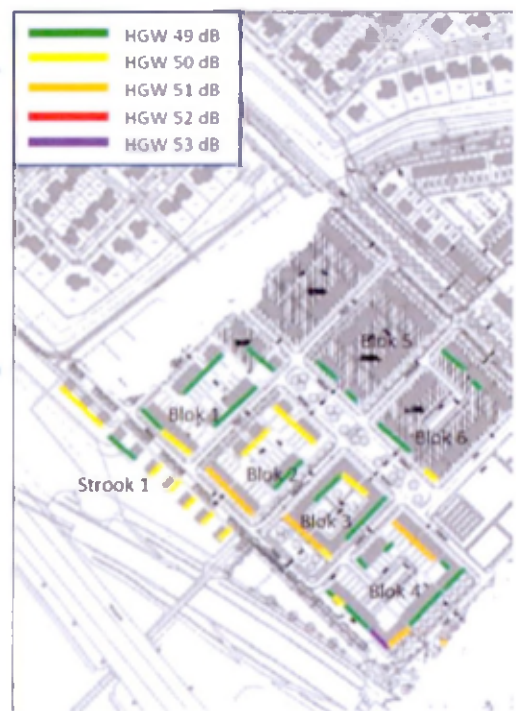 HGW 49 dB
HGW 50 dB
HGW 51 dB
HGW 52 dB
HGW 53 dB
Blok 5
Blok 1
Blok 6
Blok 2
Strook 1
Blok 3
Blok 4